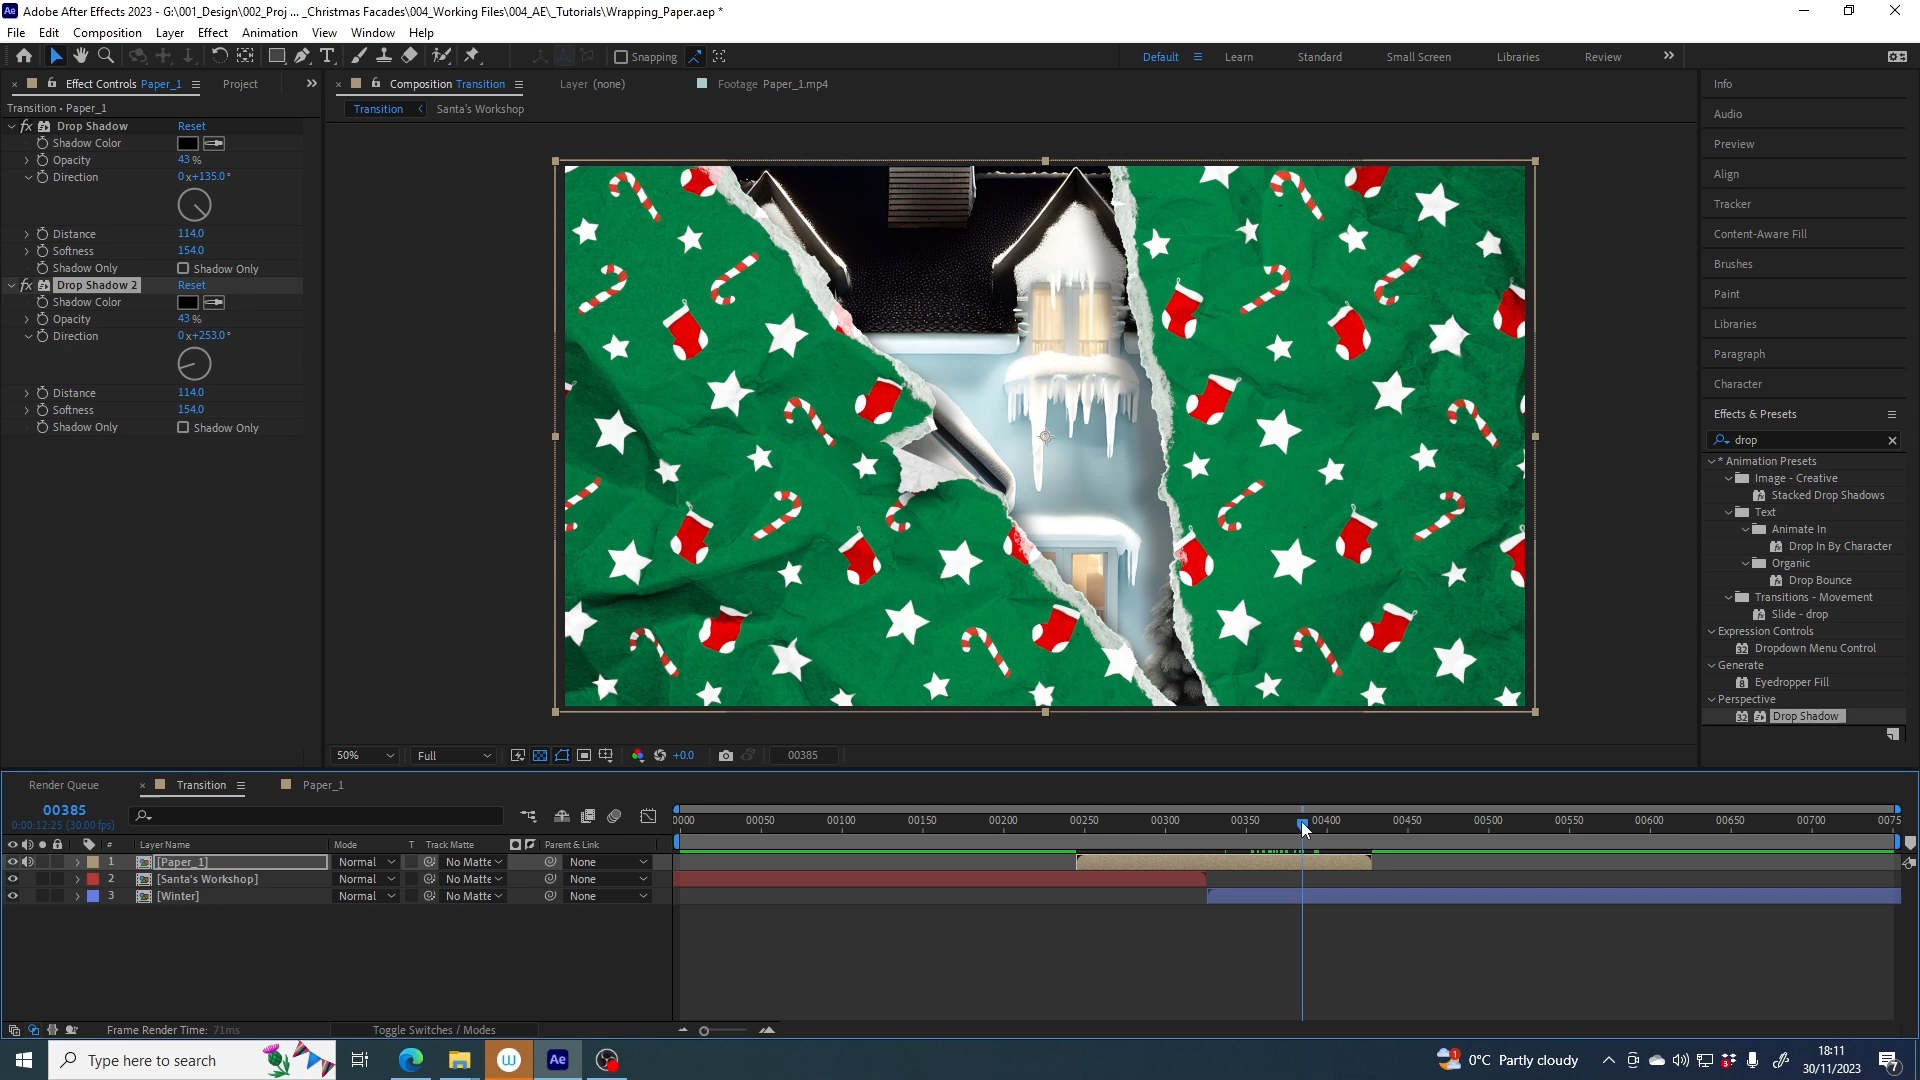 Adobe After Effects 2023 - G:\001_Design\002_Proj ... _Christmas Facades\004_Working Files\004_AE\_Tutorials\Wrapping_Paper.aep *
File Edit Composition Layer Effect Animation View Window Help
Snapping Default Learn Standard Small Screen Libraries Review
Effect Controls Paper_1 Project
Transition • Paper_1
fx Drop Shadow Reset
Shadow Color
Opacity 43 %
Direction 0x+135.0°
Distance 114.0
Softness 154.0
Shadow Only Shadow Only
fx Drop Shadow 2 Reset
Shadow Color
Opacity 43 %
Direction 0x+253.0°
Distance 114.0
Softness 154.0
Shadow Only Shadow Only
Composition Transition Layer (none) Footage Paper_1.mp4
Transition Santa's Workshop
50% Full +0.0 00385
Info
Audio
Preview
Align
Tracker
Content-Aware Fill
Brushes
Paint
Libraries
Paragraph
Character
Effects & Presets
drop
* Animation Presets
Image - Creative
Stacked Drop Shadows
Text
Animate In
Drop In By Character
Organic
Drop Bounce
Transitions - Movement
Slide - drop
Expression Controls
Dropdown Menu Control
Generate
Eyedropper Fill
Perspective
Drop Shadow
Render Queue Transition Paper_1
00385
0:00:12:25 (30.00 fps)
0000 00050 00100 00150 00200 00250 00300 00350 00400 00450 00500 00550 00600 00650 00700 0075
# Layer Name Mode T Track Matte Parent & Link
1 [Paper_1] Normal No Matte None
2 [Santa's Workshop] Normal No Matte None
3 [Winter] Normal No Matte None
Frame Render Time: 71ms Toggle Switches / Modes
Type here to search
0°C Partly cloudy
18:11
30/11/2023